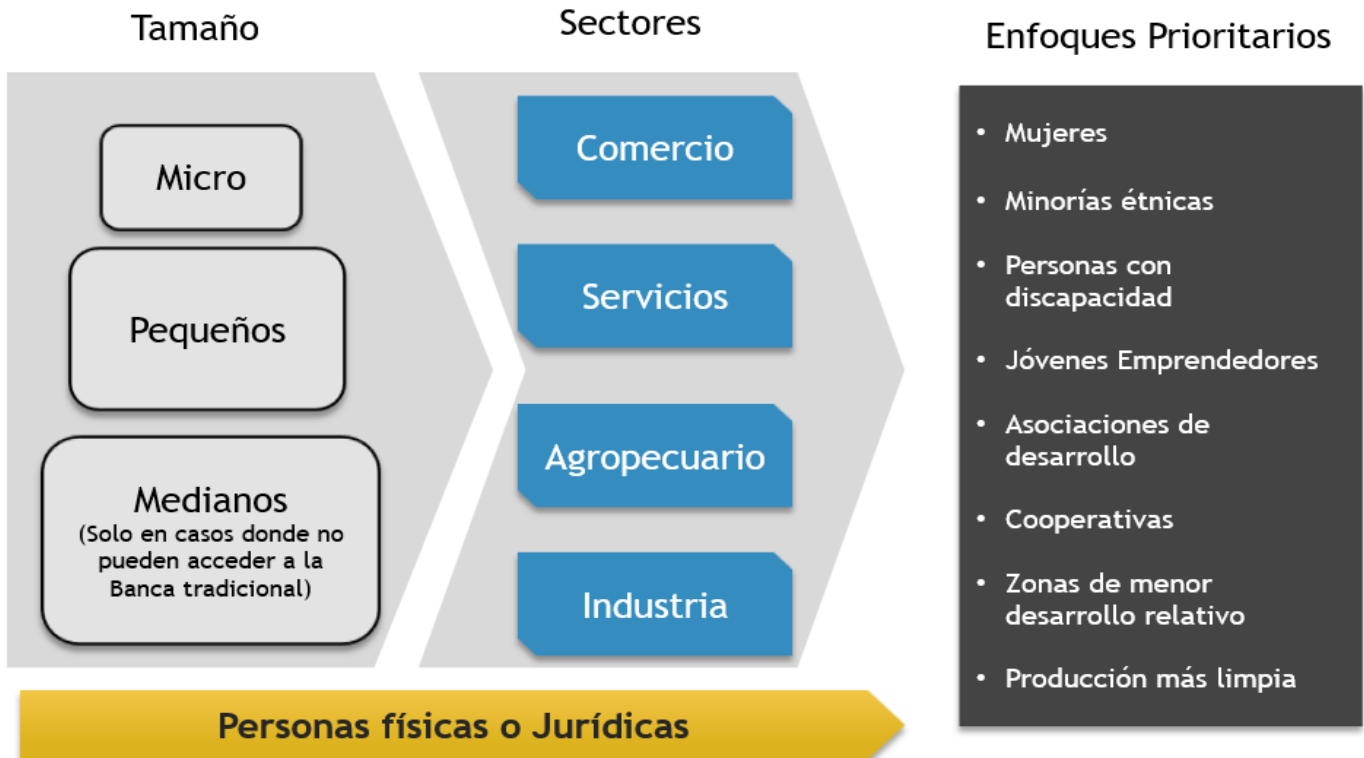 Tamaño
Micro
Pequeños
Medianos
(Solo en casos donde no
pueden acceder a la
Banca tradicional)
Sectores
Comercio
Servicios
Agropecuario
Industria
Personas físicas o Jurídicas
Enfoques Prioritarios
• Mujeres
• Minorías étnicas
• Personas con
discapacidad
• Jóvenes Emprendedores
• Asociaciones de
desarrollo
• Cooperativas
• Zonas de menor
desarrollo relativo
• Producción más limpia